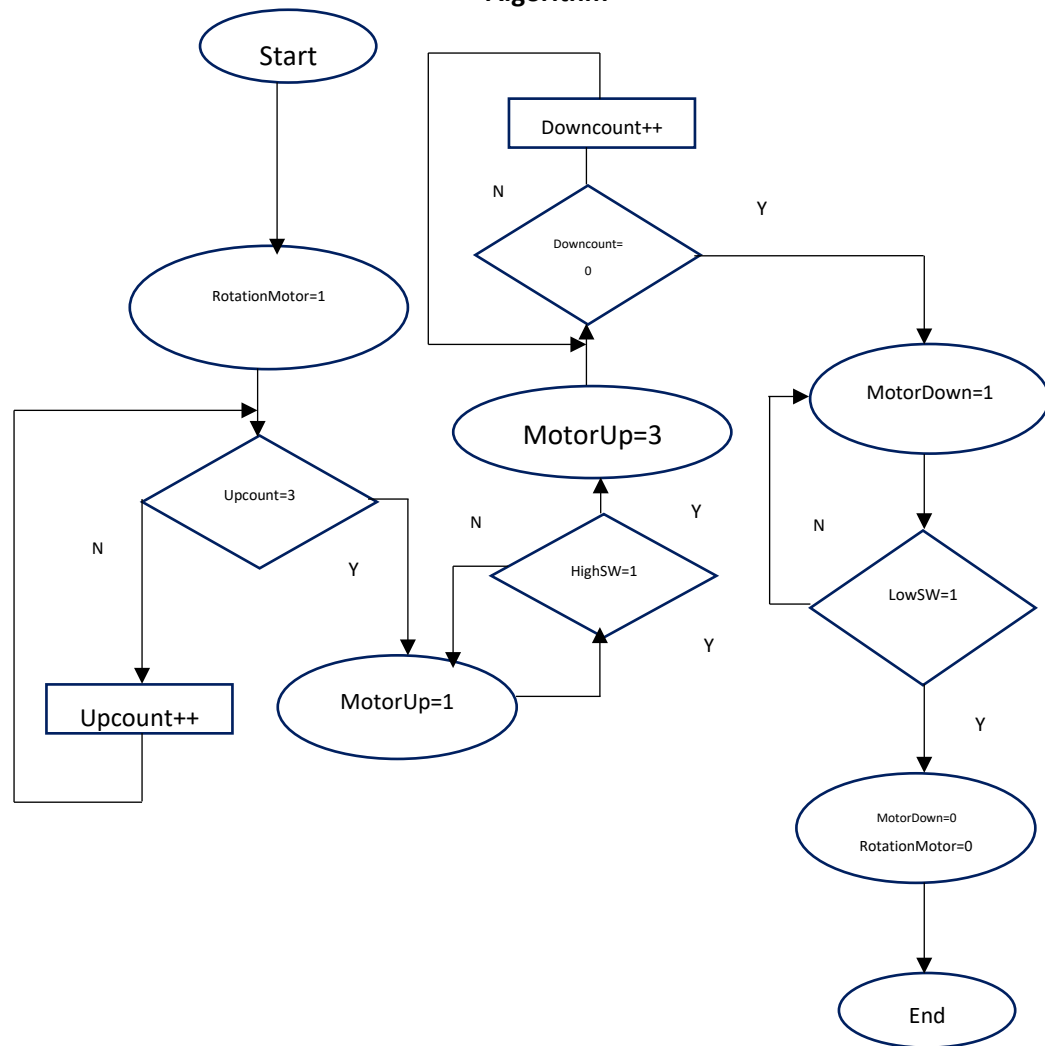 Start
RotationMotor=1
Upcount=3
N
Y
Upcount++
MotorUp=1
HighSW=1
N
Y
Y
MotorUp=3
Downcount=
0
N
Y
Downcount++
MotorDown=1
LowSW=1
N
Y
MotorDown=0
RotationMotor=0
End